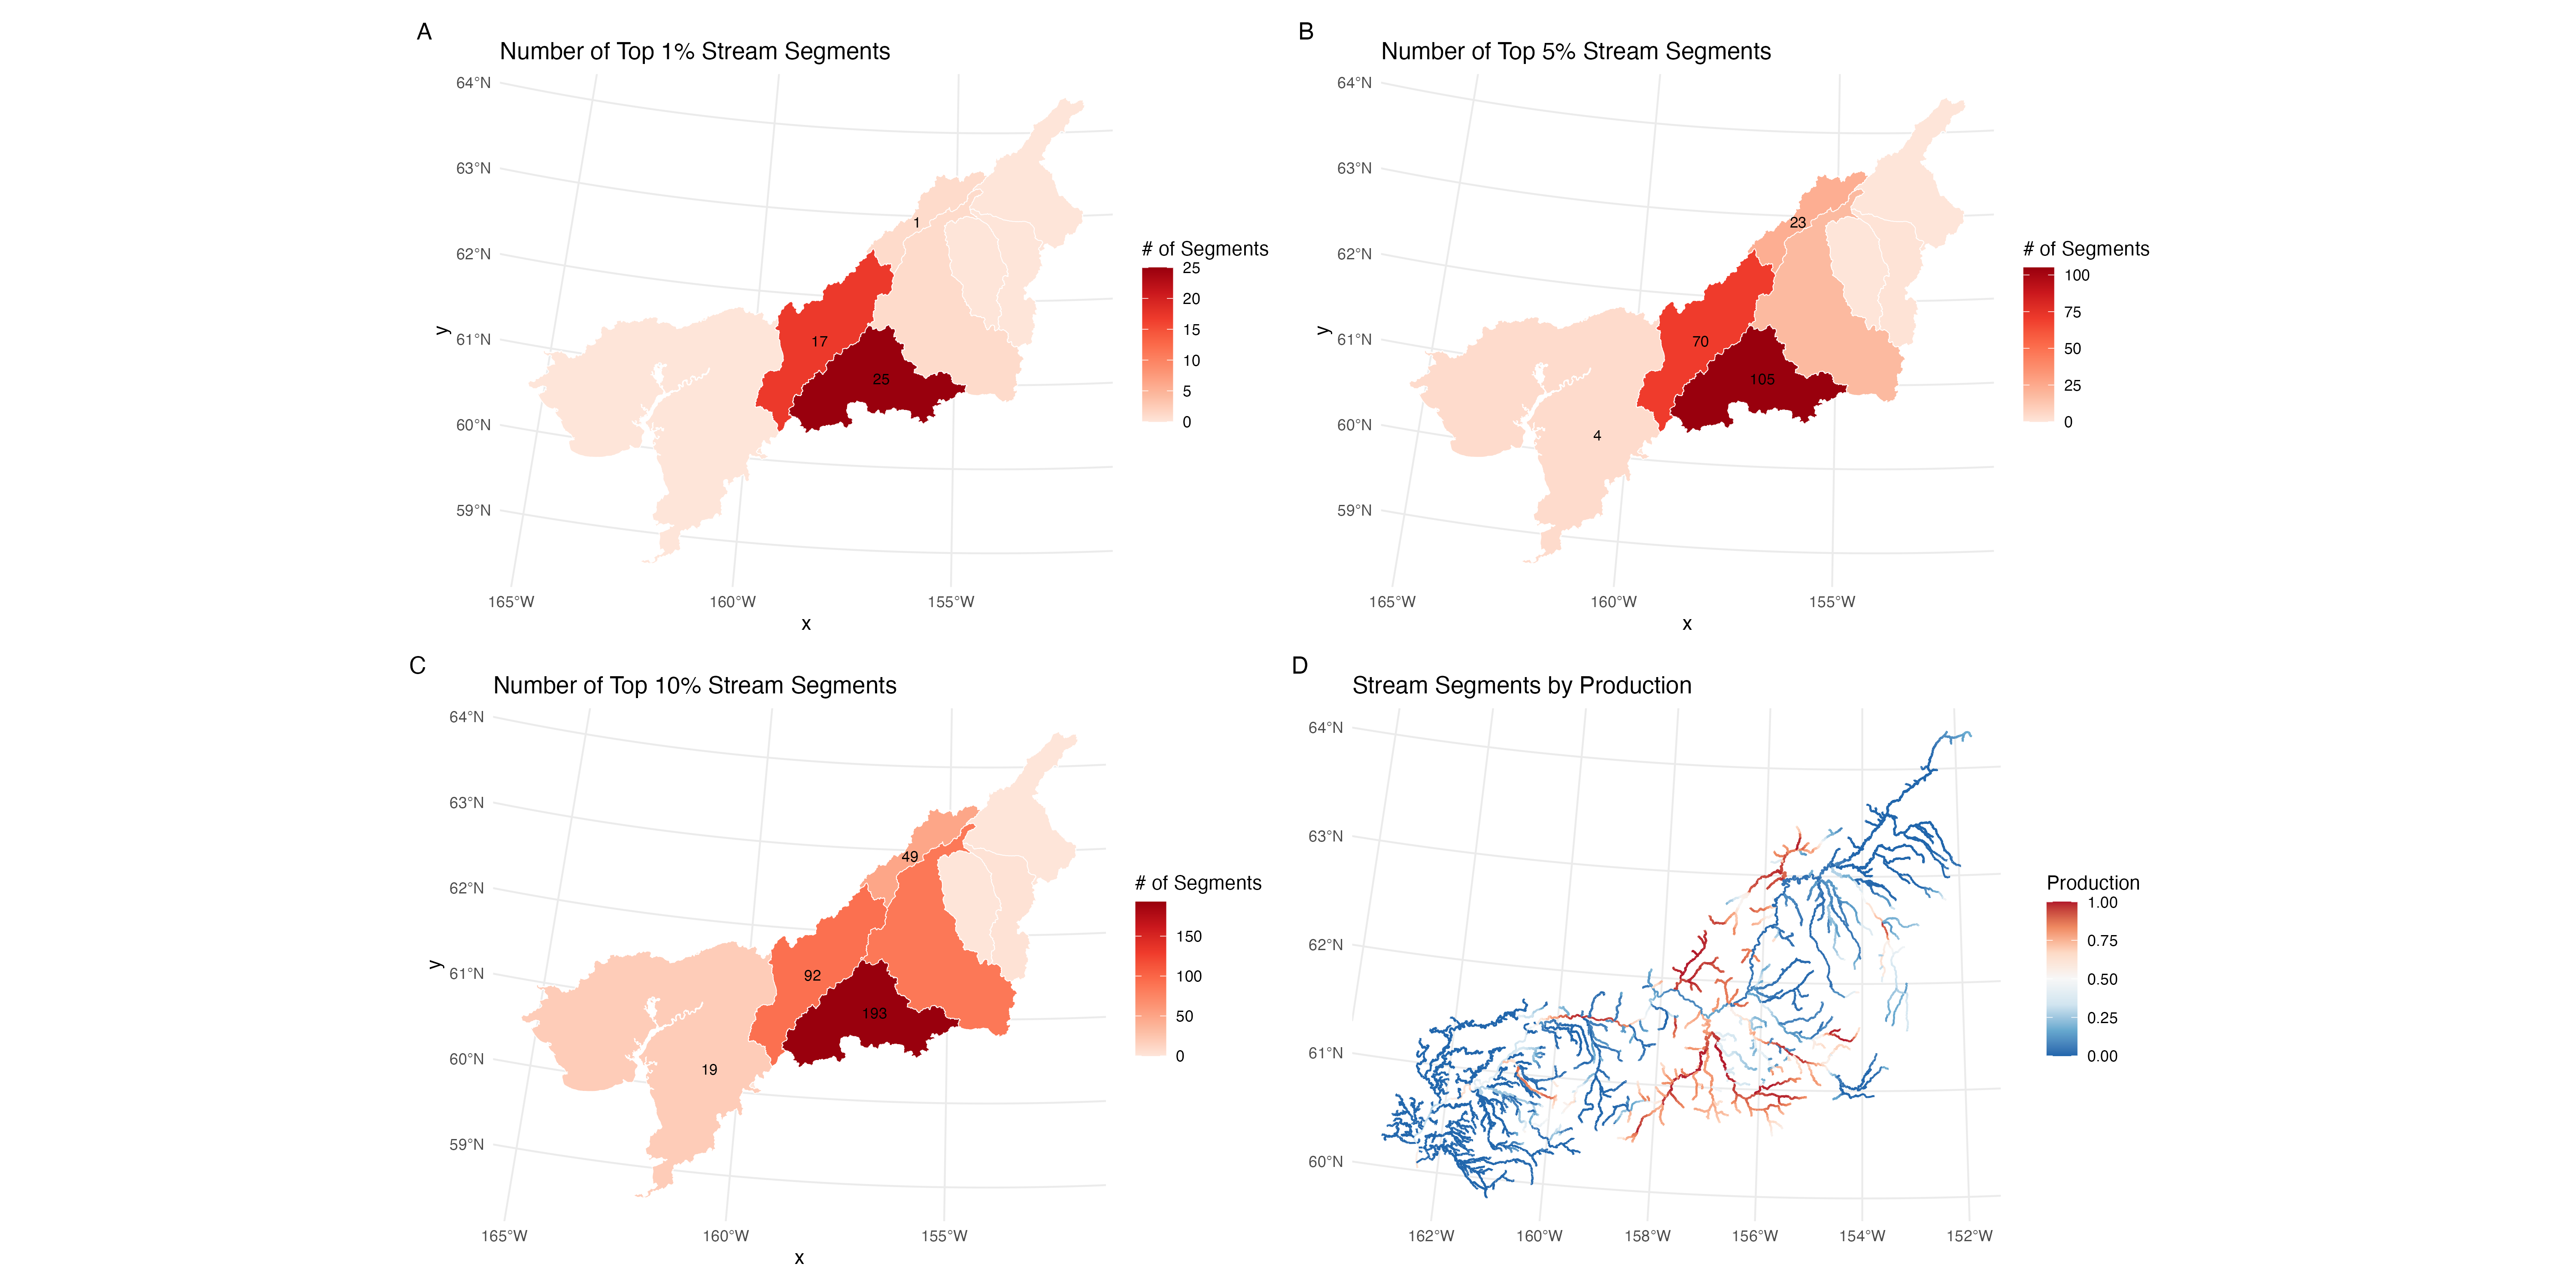 A
Number of Top 1% Stream Segments
64°N
63°N
62°N
61°N
60°N
59°N
y
1
17
25
165°W
160°W
155°W
x
# of Segments
25
20
15
10
5
0
B
Number of Top 5% Stream Segments
64°N
63°N
62°N
61°N
60°N
59°N
y
23
70
105
4
165°W
160°W
155°W
x
# of Segments
100
75
50
25
0
C
Number of Top 10% Stream Segments
64°N
63°N
62°N
61°N
60°N
59°N
y
49
92
193
19
165°W
160°W
155°W
x
# of Segments
150
100
50
0
D
Stream Segments by Production
64°N
63°N
62°N
61°N
60°N
162°W
160°W
158°W
156°W
154°W
152°W
Production
1.00
0.75
0.50
0.25
0.00